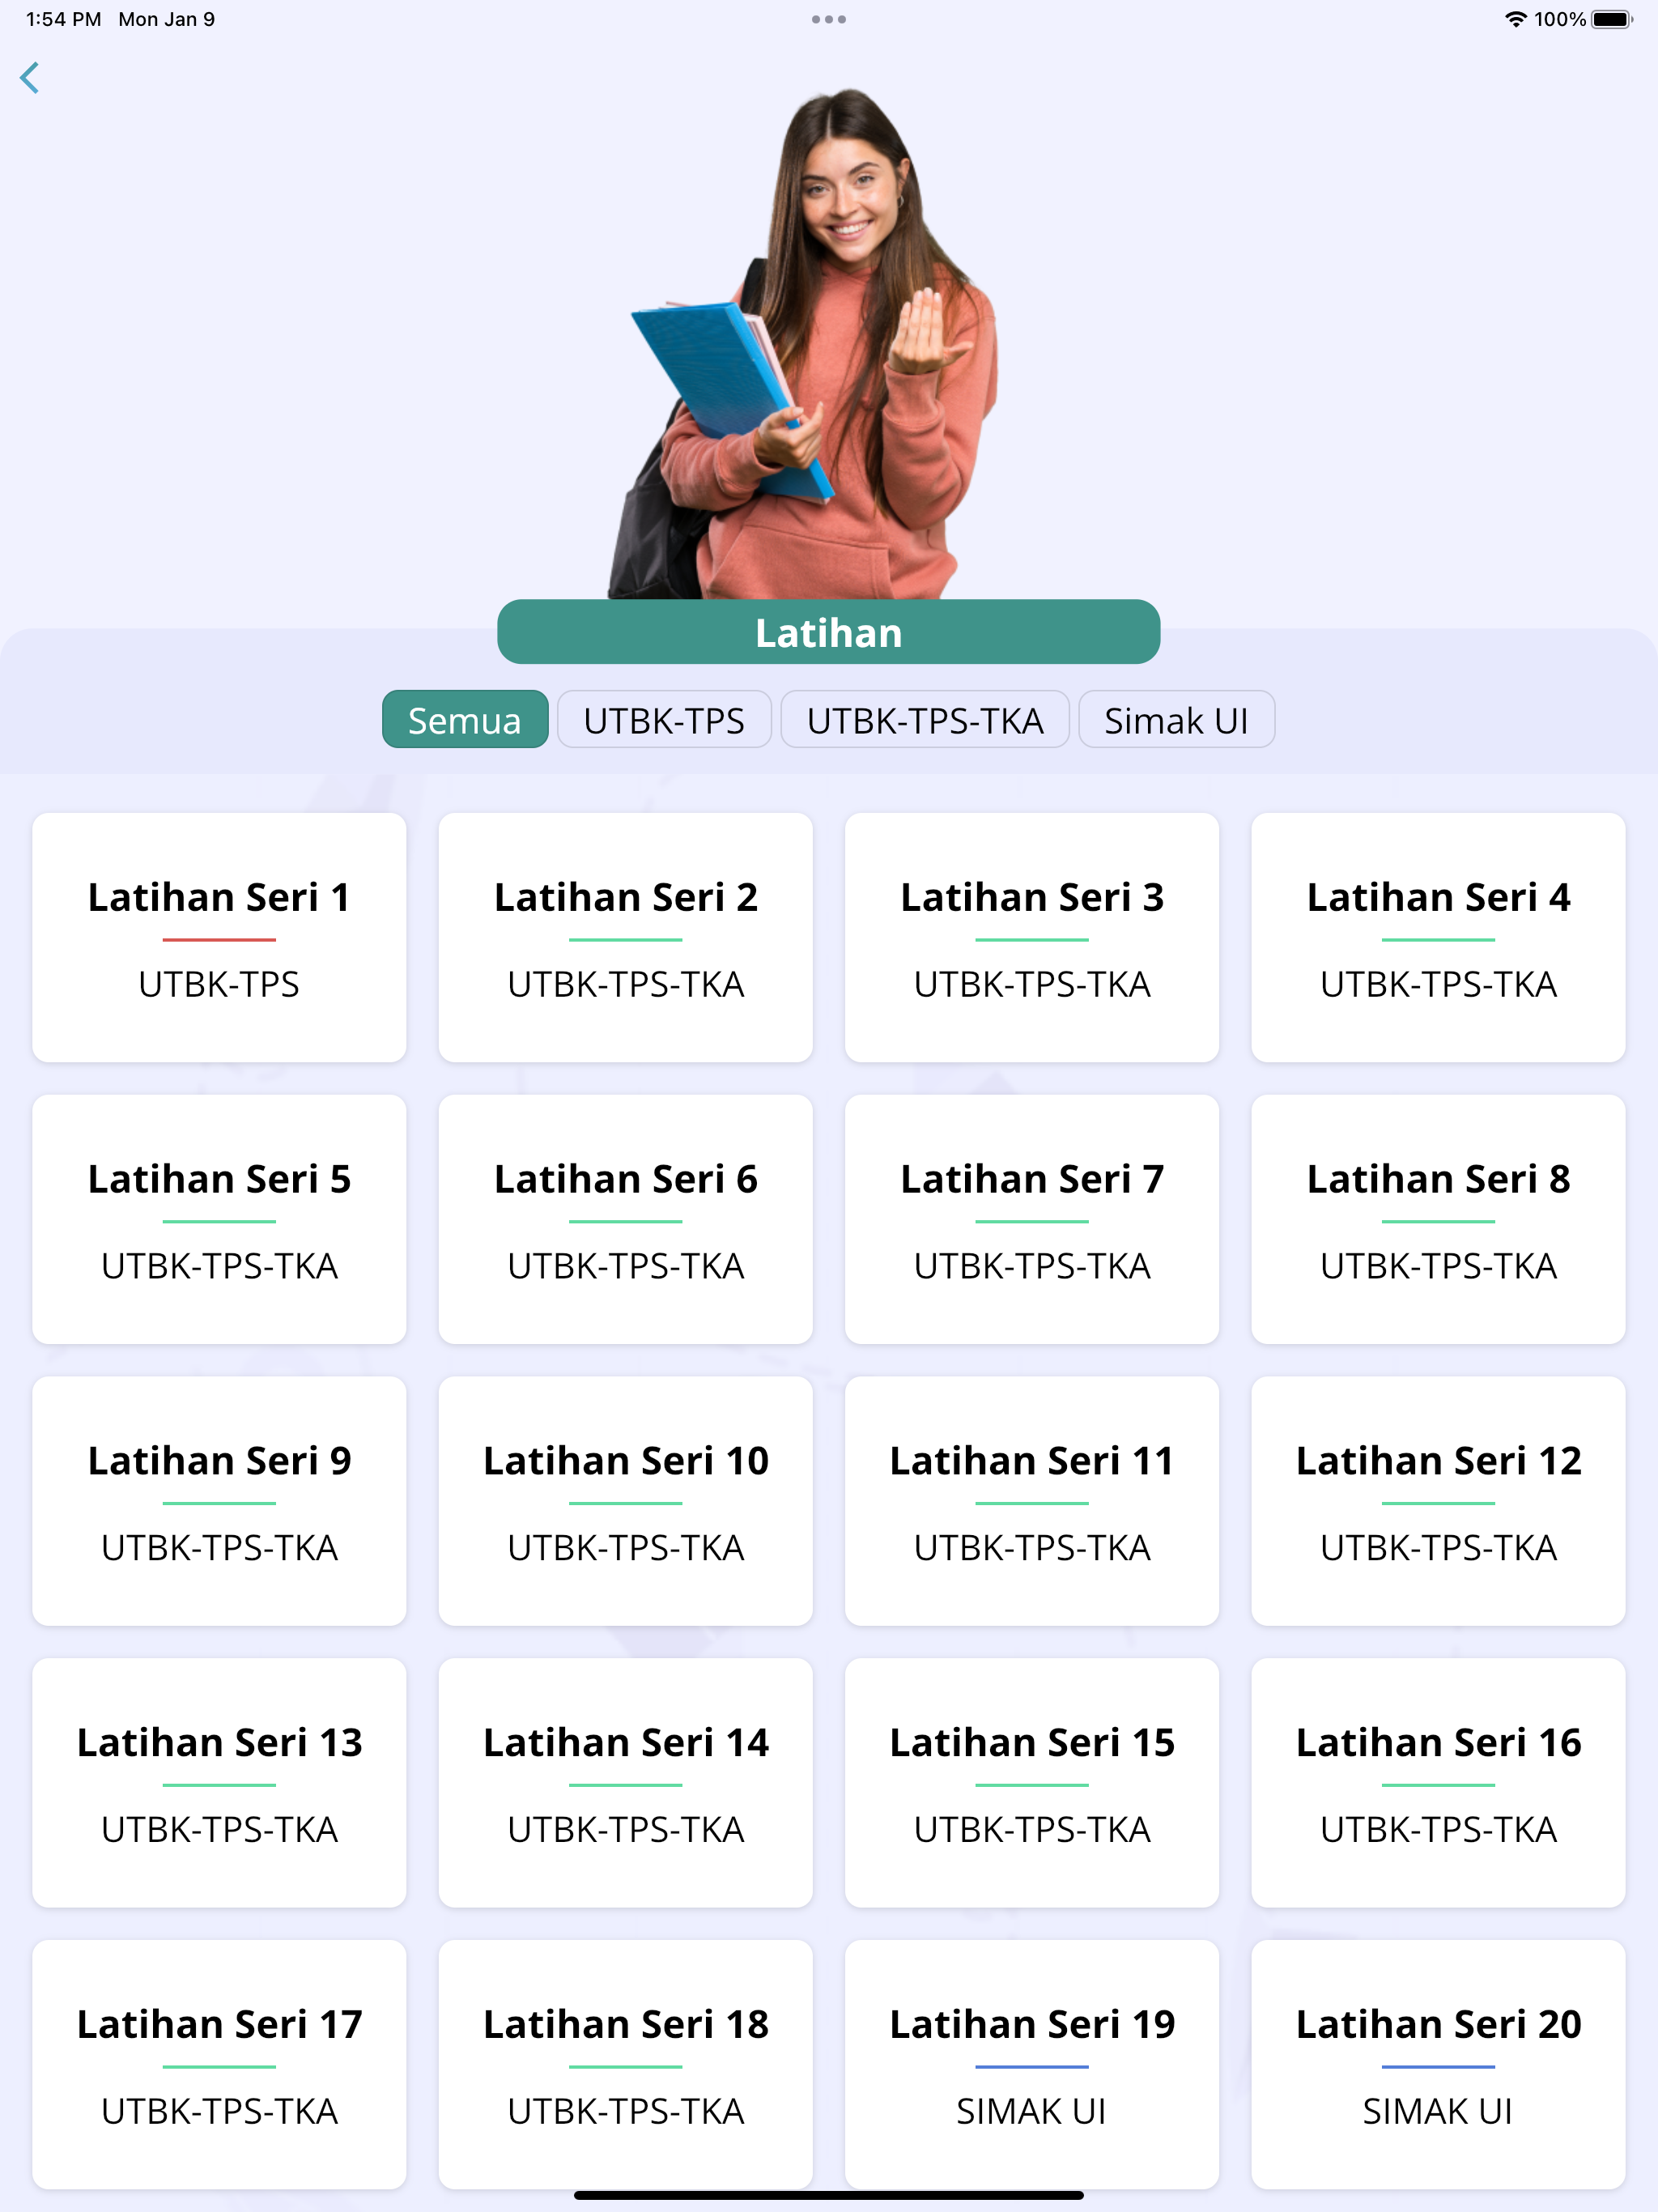 1:54 PM Mon Jan 9
100%
Latihan
Semua
UTBK-TPS
UTBK-TPS-TKA
Simak UI
Latihan Seri 1
UTBK-TPS
Latihan Seri 2
UTBK-TPS-TKA
Latihan Seri 3
UTBK-TPS-TKA
Latihan Seri 4
UTBK-TPS-TKA
Latihan Seri 5
UTBK-TPS-TKA
Latihan Seri 6
UTBK-TPS-TKA
Latihan Seri 7
UTBK-TPS-TKA
Latihan Seri 8
UTBK-TPS-TKA
Latihan Seri 9
UTBK-TPS-TKA
Latihan Seri 10
UTBK-TPS-TKA
Latihan Seri 11
UTBK-TPS-TKA
Latihan Seri 12
UTBK-TPS-TKA
Latihan Seri 13
UTBK-TPS-TKA
Latihan Seri 14
UTBK-TPS-TKA
Latihan Seri 15
UTBK-TPS-TKA
Latihan Seri 16
UTBK-TPS-TKA
Latihan Seri 17
UTBK-TPS-TKA
Latihan Seri 18
UTBK-TPS-TKA
Latihan Seri 19
SIMAK UI
Latihan Seri 20
SIMAK UI